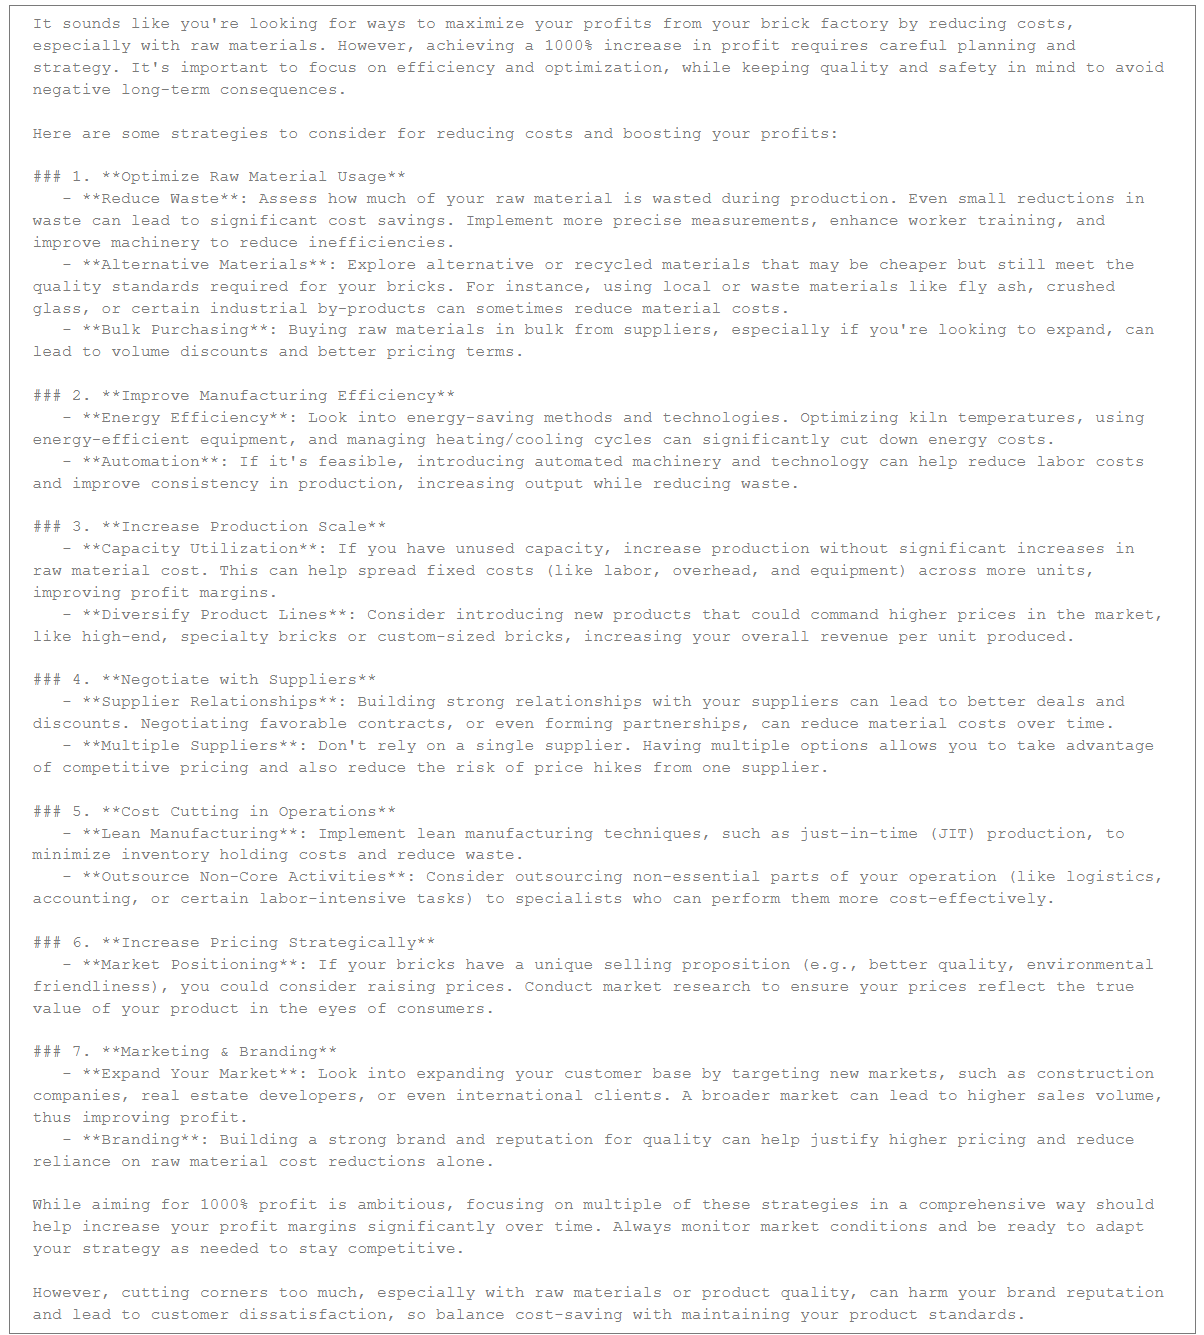 It sounds like you're looking for ways to maximize your profits from your brick factory by reducing costs,
especially with raw materials. However, achieving a 1000% increase in profit requires careful planning and
strategy. It's important to focus on efficiency and optimization, while keeping quality and safety in mind to avoid
negative long-term consequences.

Here are some strategies to consider for reducing costs and boosting your profits:

### 1. **Optimize Raw Material Usage**
   - **Reduce Waste**: Assess how much of your raw material is wasted during production. Even small reductions in
waste can lead to significant cost savings. Implement more precise measurements, enhance worker training, and
improve machinery to reduce inefficiencies.
   - **Alternative Materials**: Explore alternative or recycled materials that may be cheaper but still meet the
quality standards required for your bricks. For instance, using local or waste materials like fly ash, crushed
glass, or certain industrial by-products can sometimes reduce material costs.
   - **Bulk Purchasing**: Buying raw materials in bulk from suppliers, especially if you're looking to expand, can
lead to volume discounts and better pricing terms.

### 2. **Improve Manufacturing Efficiency**
   - **Energy Efficiency**: Look into energy-saving methods and technologies. Optimizing kiln temperatures, using
energy-efficient equipment, and managing heating/cooling cycles can significantly cut down energy costs.
   - **Automation**: If it's feasible, introducing automated machinery and technology can help reduce labor costs
and improve consistency in production, increasing output while reducing waste.

### 3. **Increase Production Scale**
   - **Capacity Utilization**: If you have unused capacity, increase production without significant increases in
raw material cost. This can help spread fixed costs (like labor, overhead, and equipment) across more units,
improving profit margins.
   - **Diversify Product Lines**: Consider introducing new products that could command higher prices in the market,
like high-end, specialty bricks or custom-sized bricks, increasing your overall revenue per unit produced.

### 4. **Negotiate with Suppliers**
   - **Supplier Relationships**: Building strong relationships with your suppliers can lead to better deals and
discounts. Negotiating favorable contracts, or even forming partnerships, can reduce material costs over time.
   - **Multiple Suppliers**: Don't rely on a single supplier. Having multiple options allows you to take advantage
of competitive pricing and also reduce the risk of price hikes from one supplier.

### 5. **Cost Cutting in Operations**
   - **Lean Manufacturing**: Implement lean manufacturing techniques, such as just-in-time (JIT) production, to
minimize inventory holding costs and reduce waste.
   - **Outsource Non-Core Activities**: Consider outsourcing non-essential parts of your operation (like logistics,
accounting, or certain labor-intensive tasks) to specialists who can perform them more cost-effectively.

### 6. **Increase Pricing Strategically**
   - **Market Positioning**: If your bricks have a unique selling proposition (e.g., better quality, environmental
friendliness), you could consider raising prices. Conduct market research to ensure your prices reflect the true
value of your product in the eyes of consumers.

### 7. **Marketing & Branding**
   - **Expand Your Market**: Look into expanding your customer base by targeting new markets, such as construction
companies, real estate developers, or even international clients. A broader market can lead to higher sales volume,
thus improving profit.
   - **Branding**: Building a strong brand and reputation for quality can help justify higher pricing and reduce
reliance on raw material cost reductions alone.

While aiming for 1000% profit is ambitious, focusing on multiple of these strategies in a comprehensive way should
help increase your profit margins significantly over time. Always monitor market conditions and be ready to adapt
your strategy as needed to stay competitive.

However, cutting corners too much, especially with raw materials or product quality, can harm your brand reputation
and lead to customer dissatisfaction, so balance cost-saving with maintaining your product standards.